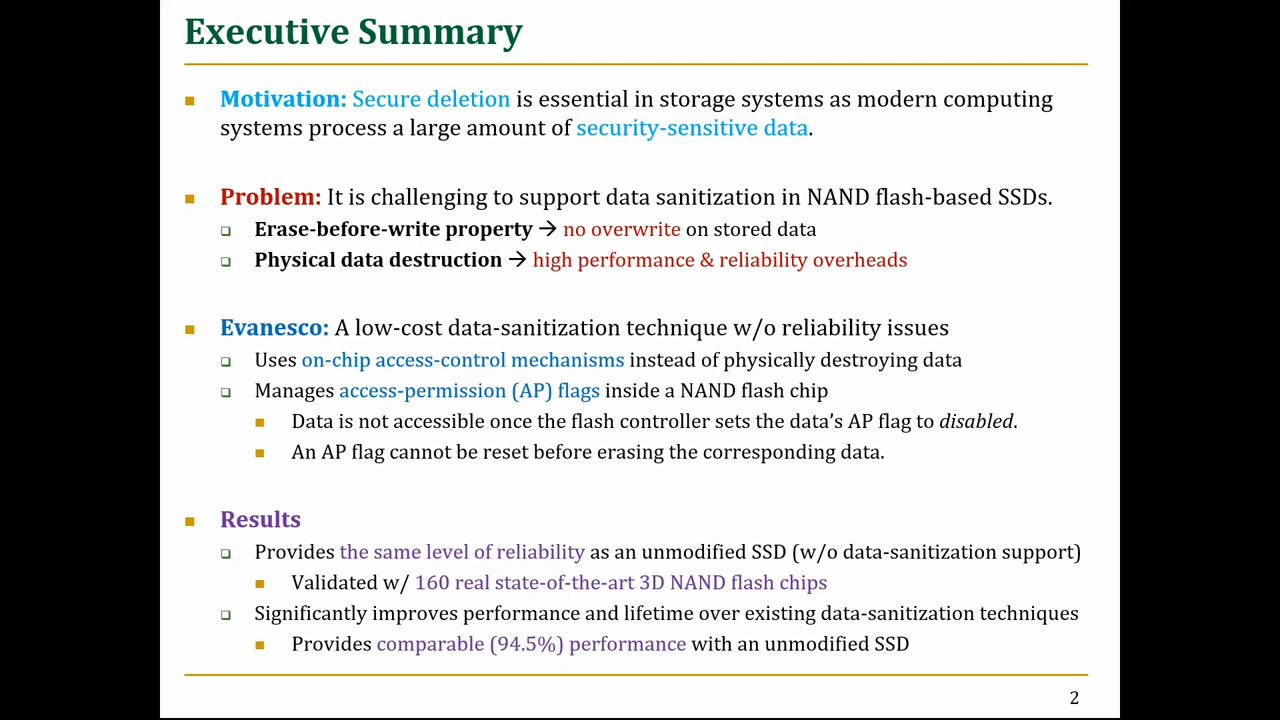 Executive Summary
Motivation: Secure deletion is essential in storage systems as modern computing
systems process a large amount of security-sensitive data.
Problem: It is challenging to support data sanitization in NAND flash-based SSDs.
Erase-before-write property → no overwrite on stored data
Physical data destruction → high performance & reliability overheads
Evanesco: A low-cost data-sanitization technique w/o reliability issues
Uses on-chip access-control mechanisms instead of physically destroying data
Manages access-permission (AP) flags inside a NAND flash chip
Data is not accessible once the flash controller sets the data’s AP flag to disabled.
An AP flag cannot be reset before erasing the corresponding data.
Results
Provides the same level of reliability as an unmodified SSD (w/o data-sanitization support)
Validated w/ 160 real state-of-the-art 3D NAND flash chips
Significantly improves performance and lifetime over existing data-sanitization techniques
Provides comparable (94.5%) performance with an unmodified SSD
2